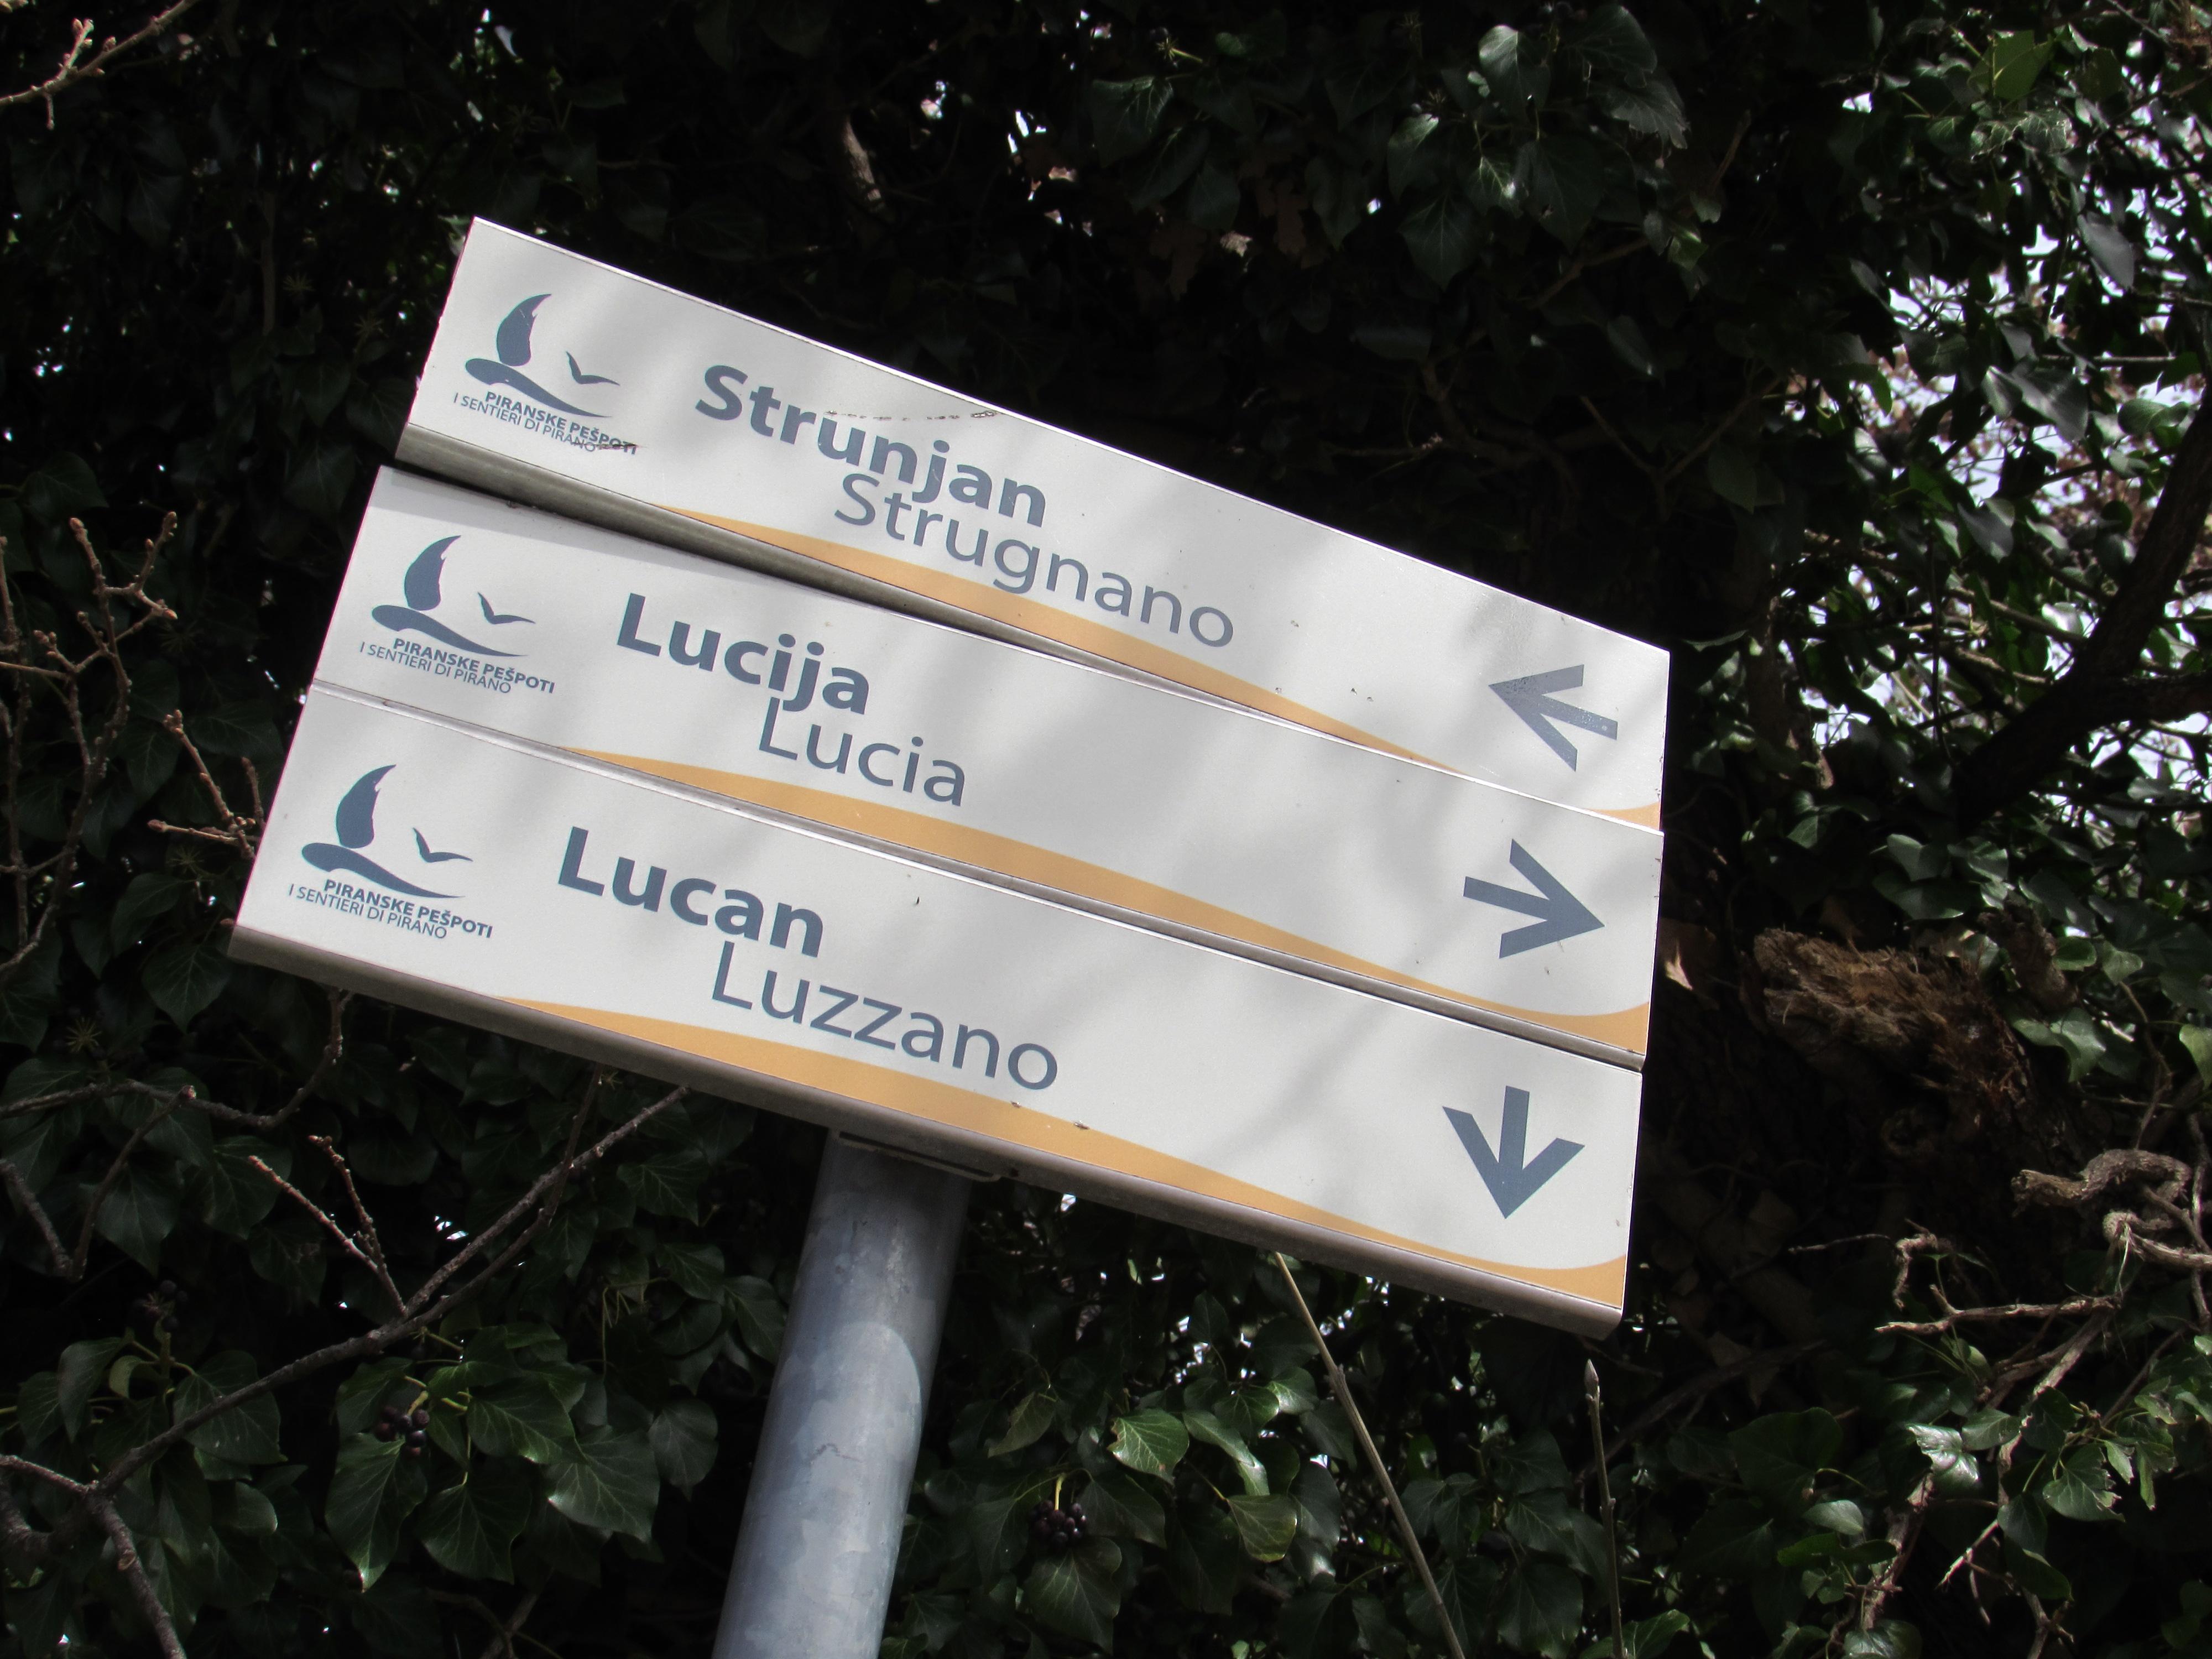 PIRANSKE PEŠPOTI
I SENTIERI DI PIRANO
Strunjan
Strugnano
PIRANSKE PEŠPOTI
I SENTIERI DI PIRANO
Lucija
Lucia
PIRANSKE PEŠPOTI
I SENTIERI DI PIRANO
Lucan
Luzzano